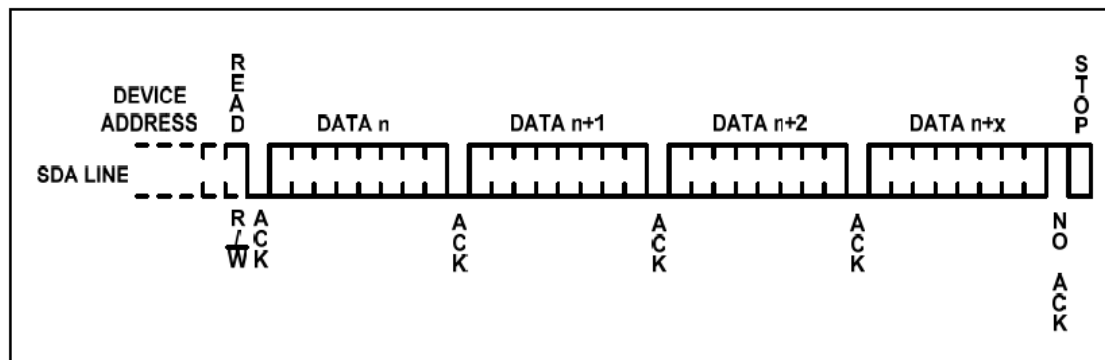 READ
STOP
DEVICE
ADDRESS
DATA n
DATA n+1
DATA n+2
DATA n+x
SDA LINE
R/W
ACK
ACK
ACK
ACK
NO ACK